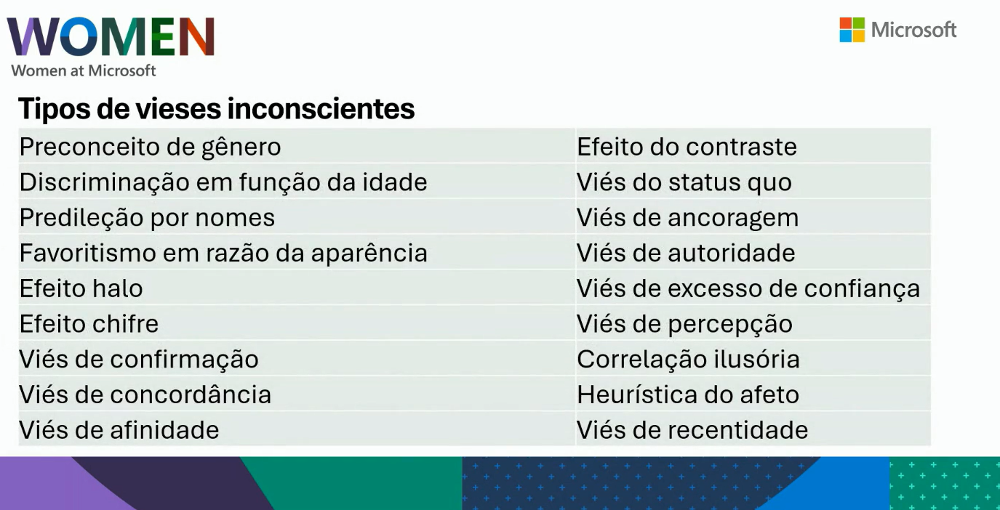 WOMEN
Women at Microsoft
Microsoft
Tipos de vieses inconscientes
Preconceito de gênero
Efeito do contraste
Discriminação em função da idade
Viés do status quo
Predileção por nomes
Viés de ancoragem
Favoritismo em razão da aparência
Viés de autoridade
Efeito halo
Viés de excesso de confiança
Efeito chifre
Viés de percepção
Viés de confirmação
Correlação ilusória
Viés de concordância
Heurística do afeto
Viés de afinidade
Viés de recentidade